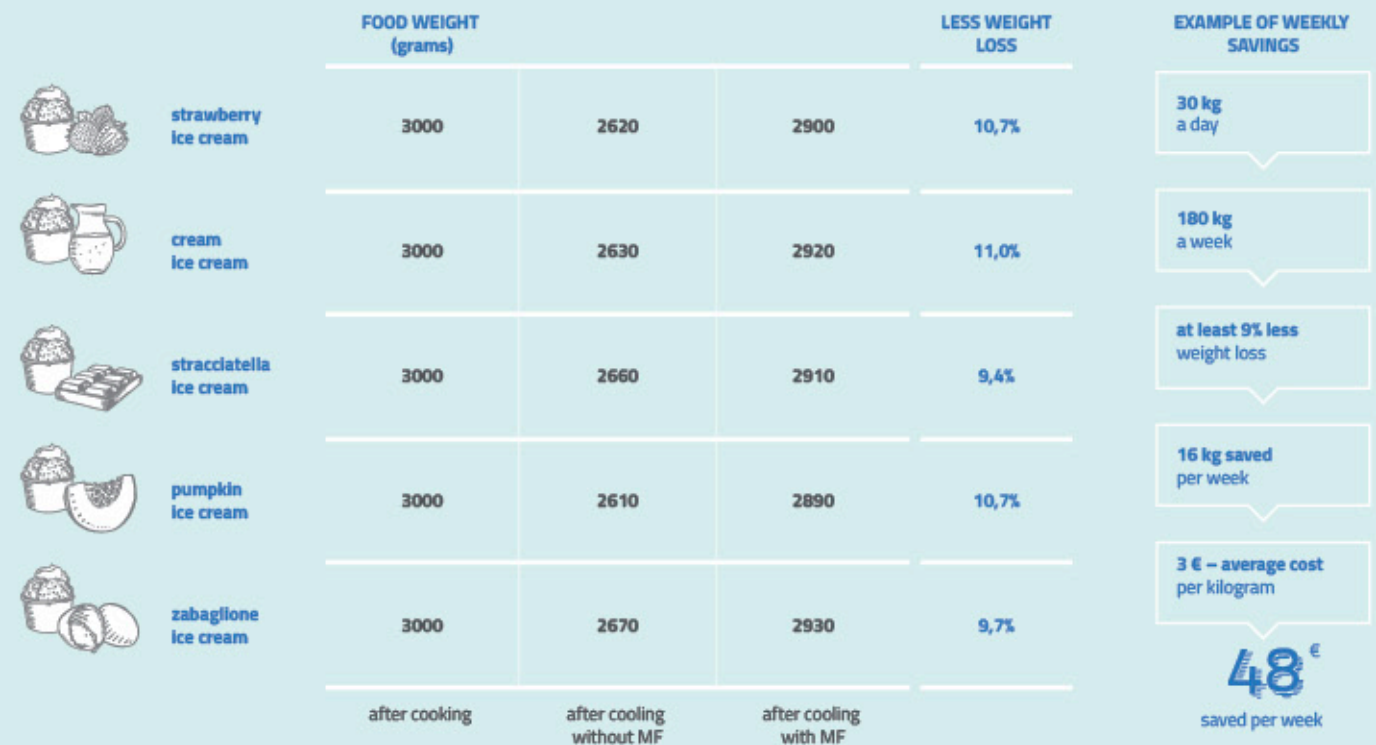 FOOD WEIGHT
(grams)
LESS WEIGHT
LOSS
EXAMPLE OF WEEKLY
SAVINGS
strawberry
ice cream
3000
2620
2900
10,7%
cream
ice cream
3000
2630
2920
11,0%
stracciatella
ice cream
3000
2660
2910
9,4%
pumpkin
ice cream
3000
2610
2890
10,7%
zabaglione
ice cream
3000
2670
2930
9,7%
after cooking
after cooling
without MF
after cooling
with MF
30 kg
a day
180 kg
a week
at least 9% less
weight loss
16 kg saved
per week
3 € – average cost
per kilogram
48 €
saved per week